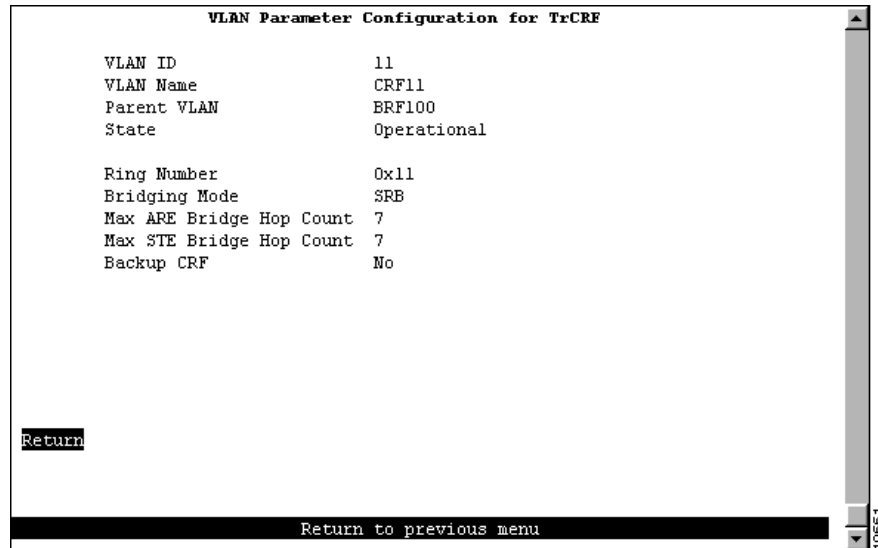 VLAN Parameter Configuration for TrCRF
VLAN ID 11
VLAN Name CRF11
Parent VLAN BRF100
State Operational
Ring Number 0x11
Bridging Mode SRB
Max ARE Bridge Hop Count 7
Max STE Bridge Hop Count 7
Backup CRF No
Return
Return to previous menu